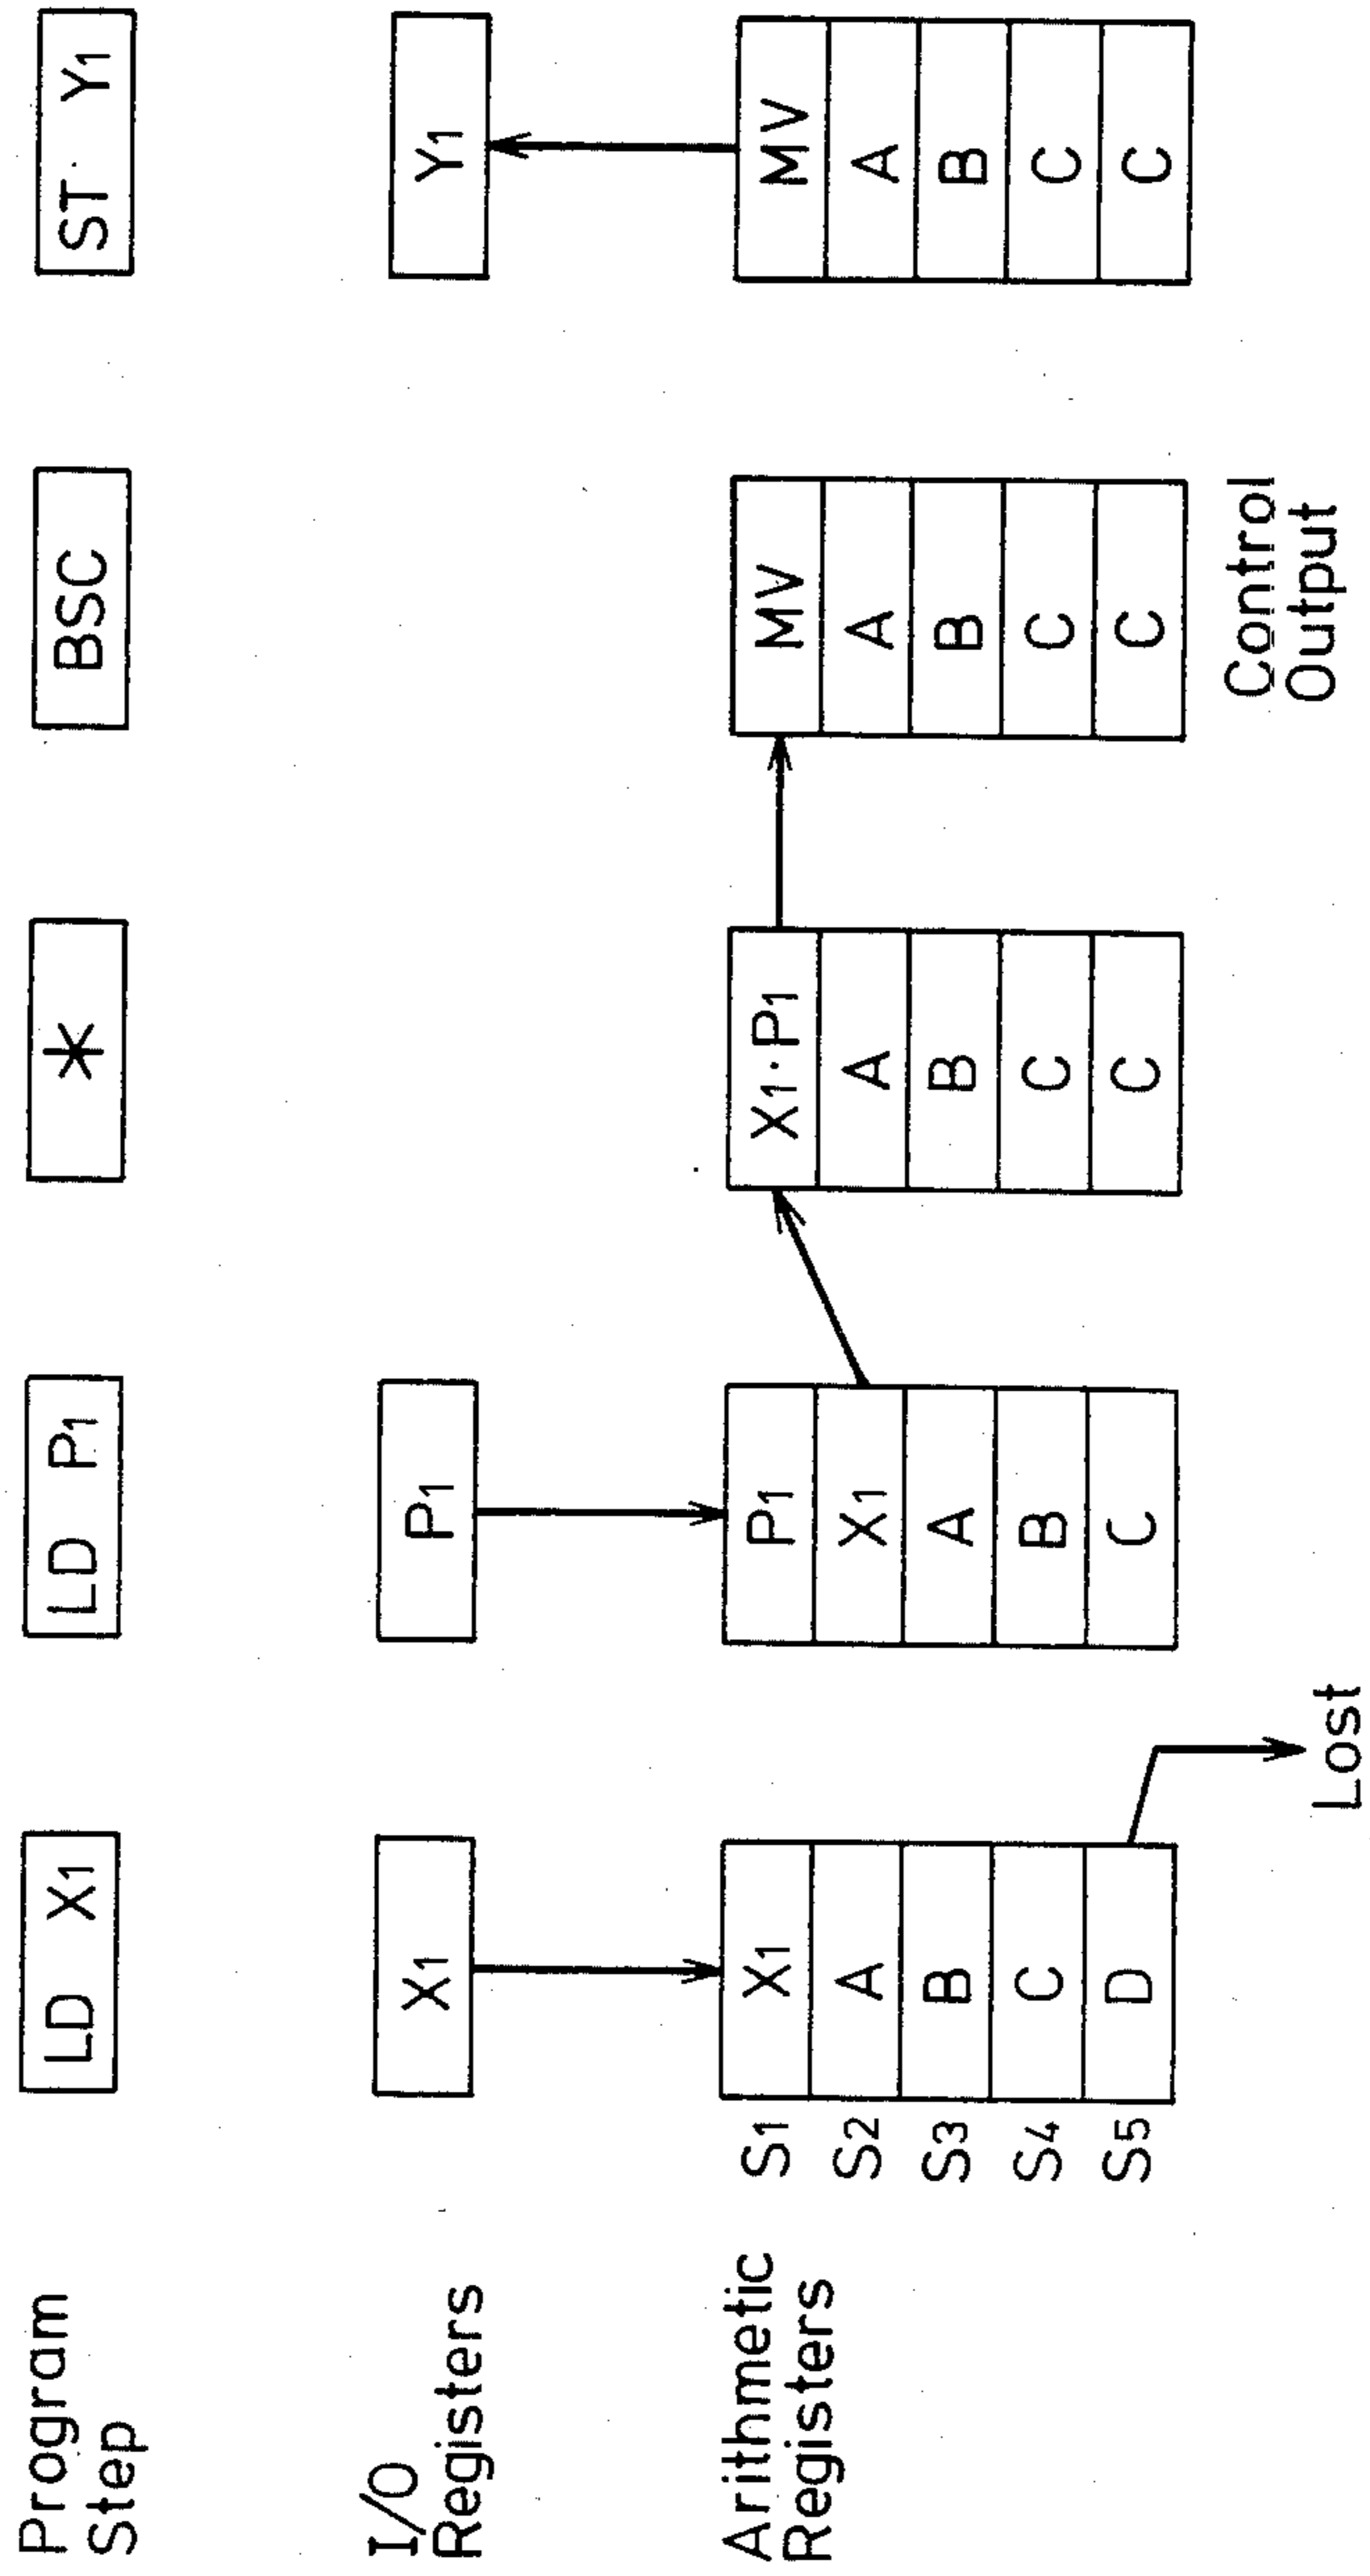 Program
Step
LD X1
LD P1
*
BSC
ST Y1
I/O
Registers
X1
P1
Y1
Arithmetic
Registers
S1 X1 P1 X1·P1 MV MV
S2 A X1 A A A
S3 B A B B B
S4 C B C C C
S5 D C C C C
Lost
Control
Output